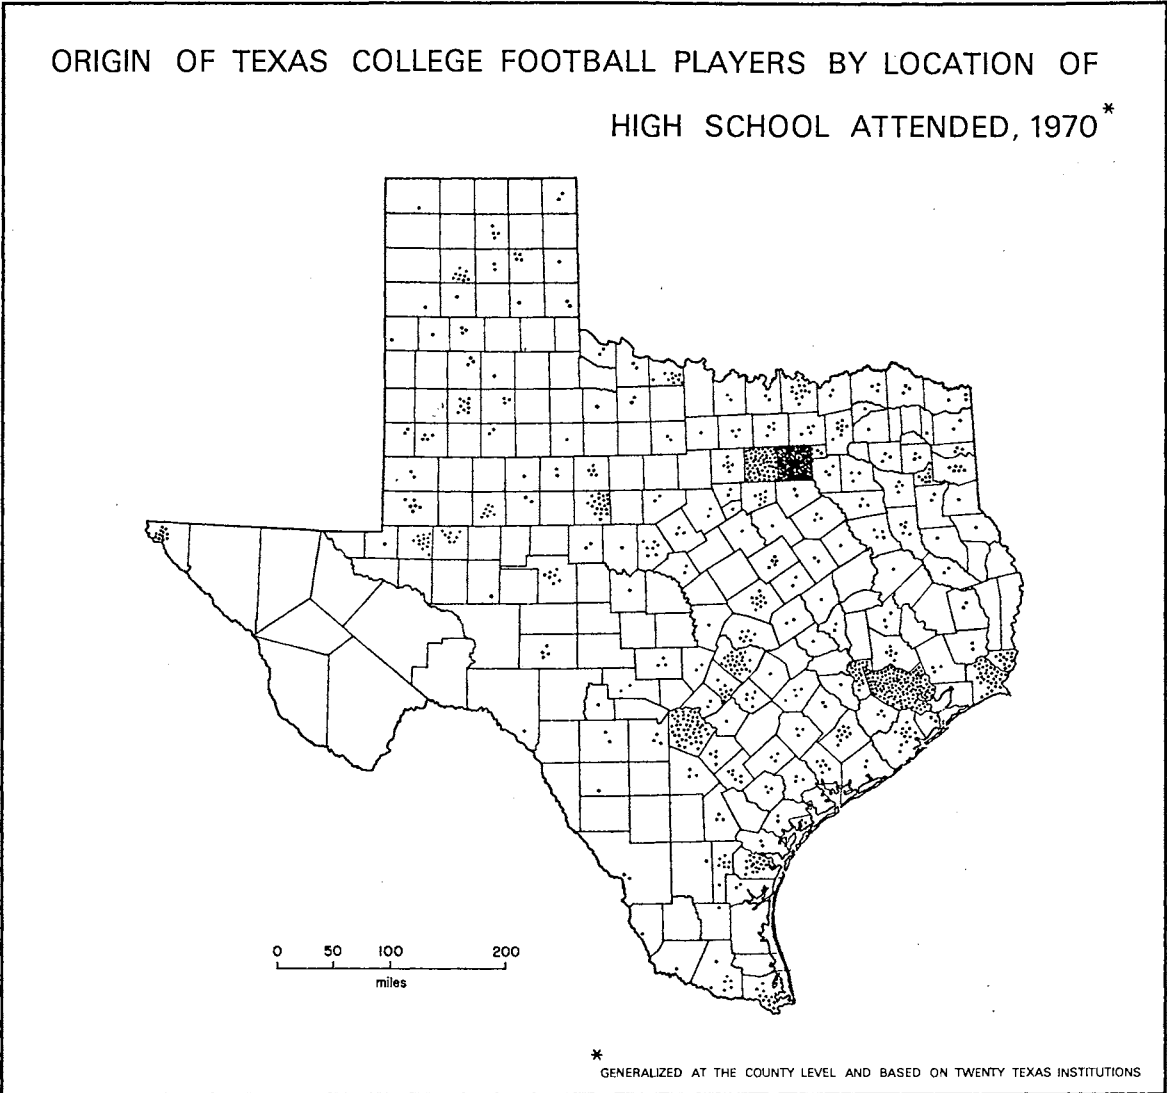 ORIGIN OF TEXAS COLLEGE FOOTBALL PLAYERS BY LOCATION OF
HIGH SCHOOL ATTENDED, 1970*
0 50 100 200
miles
*
GENERALIZED AT THE COUNTY LEVEL AND BASED ON TWENTY TEXAS INSTITUTIONS